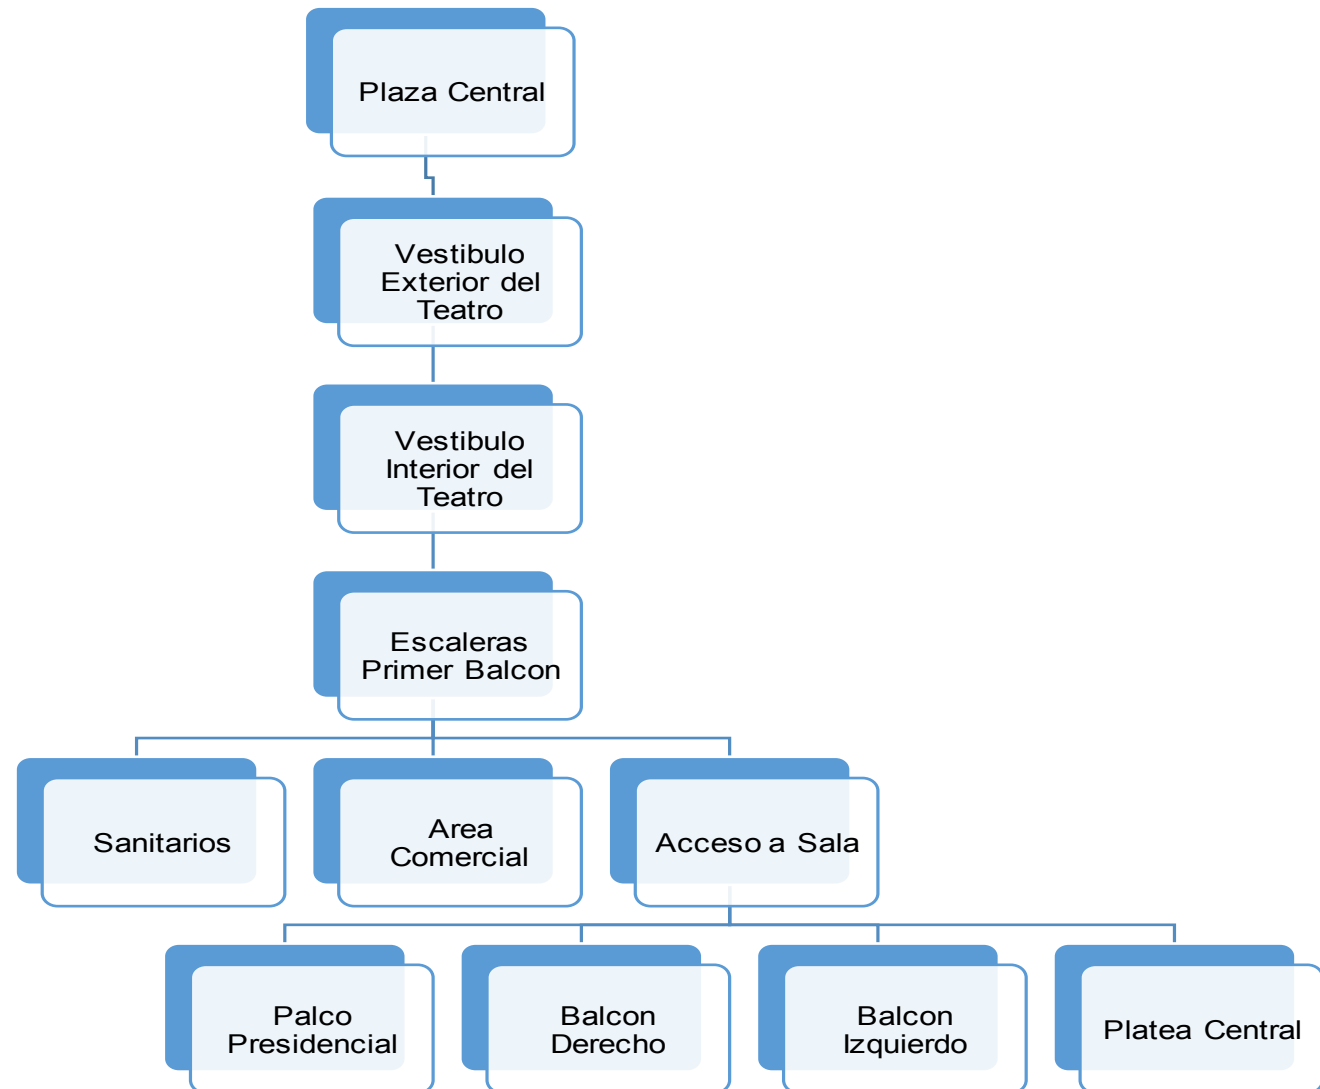 Plaza Central
Vestibulo
Exterior del
Teatro
Vestibulo
Interior del
Teatro
Escaleras
Primer Balcon
Sanitarios
Area
Comercial
Acceso a Sala
Palco
Presidencial
Balcon
Derecho
Balcon
Izquierdo
Platea Central